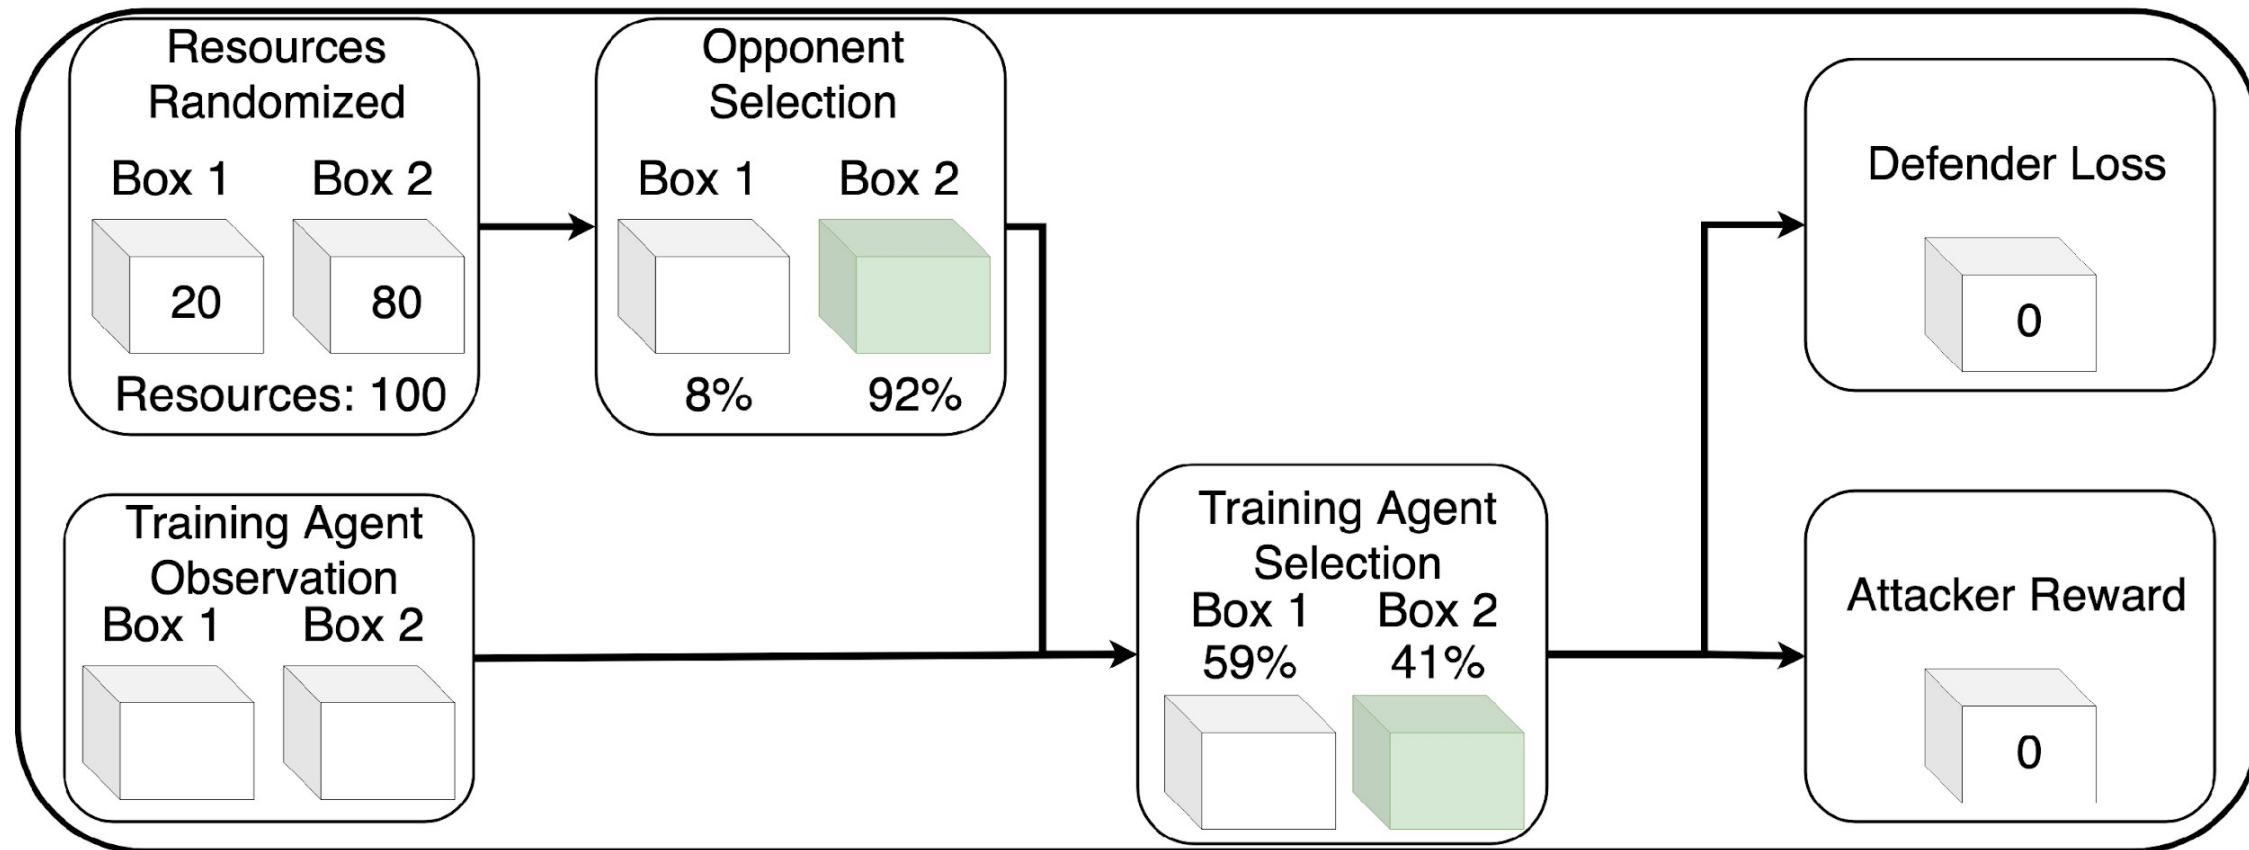 Resources
Randomized
Box 1 Box 2
20 80
Resources: 100
Opponent
Selection
Box 1 Box 2
8% 92%
Training Agent
Observation
Box 1 Box 2
Training Agent
Selection
Box 1 Box 2
59% 41%
Defender Loss
0
Attacker Reward
0